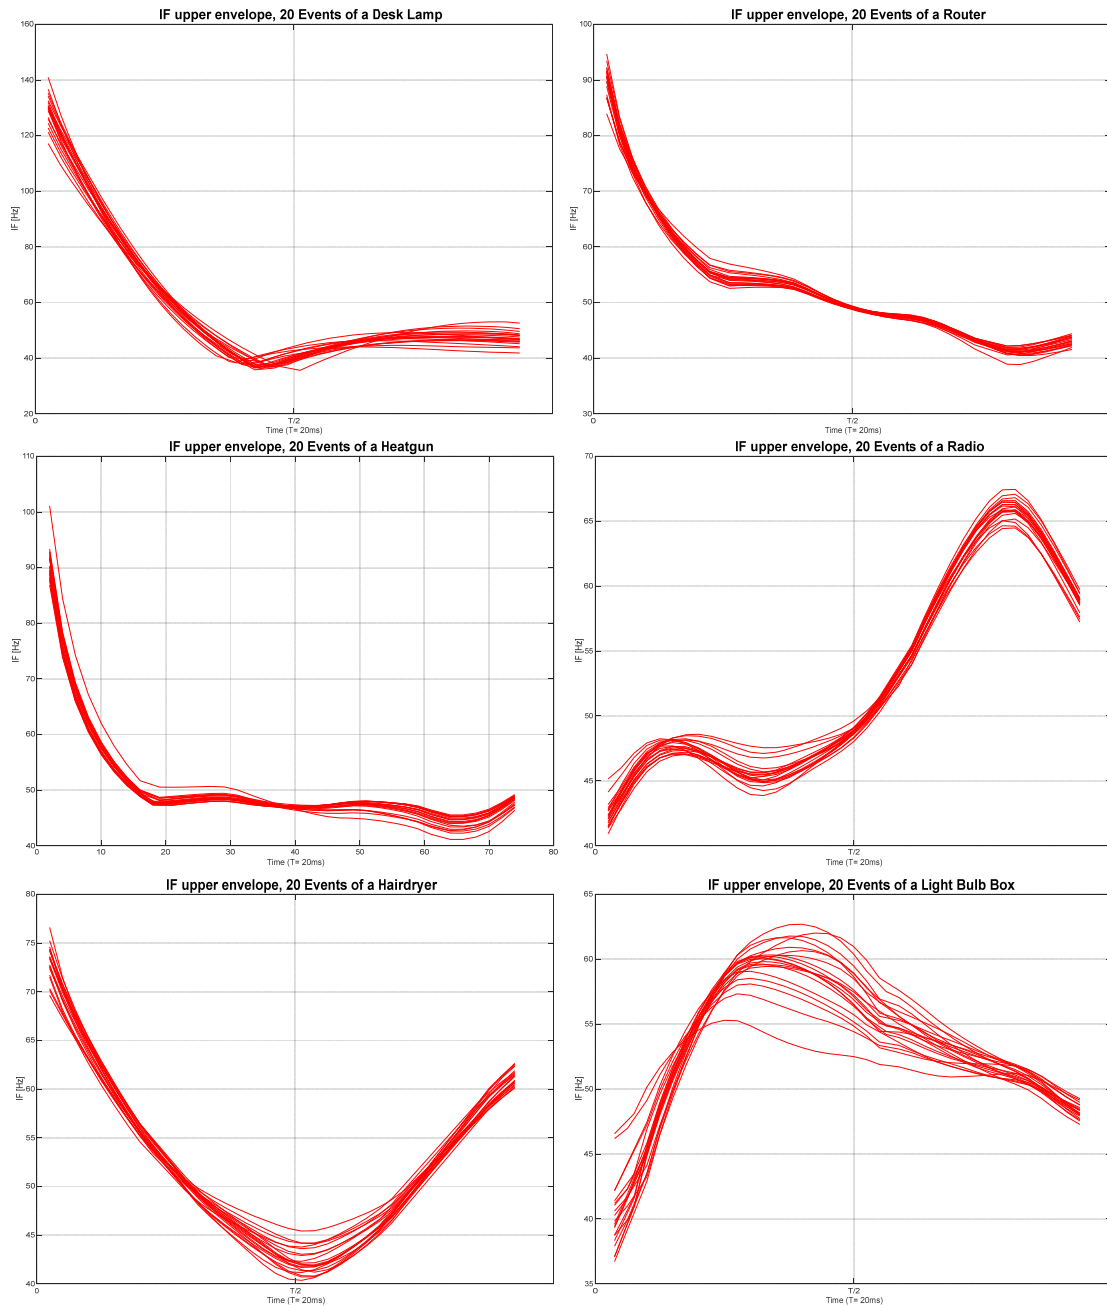 IF upper envelope, 20 Events of a Desk Lamp
160
140
120
100
80
60
40
20
IF [Hz]
0
T/2
Time (T= 20ms)
IF upper envelope, 20 Events of a Router
100
90
80
70
60
50
40
30
IF [Hz]
0
T/2
Time (T= 20ms)
IF upper envelope, 20 Events of a Heatgun
110
100
90
80
70
60
50
40
IF [Hz]
0 10 20 30 40 50 60 70 80
Time (T= 20ms)
IF upper envelope, 20 Events of a Radio
70
65
60
55
50
45
40
IF [Hz]
0
T/2
Time (T= 20ms)
IF upper envelope, 20 Events of a Hairdryer
80
75
70
65
60
55
50
45
40
IF [Hz]
0
T/2
Time (T= 20ms)
IF upper envelope, 20 Events of a Light Bulb Box
65
60
55
50
45
40
35
IF [Hz]
0
T/2
Time (T= 20ms)